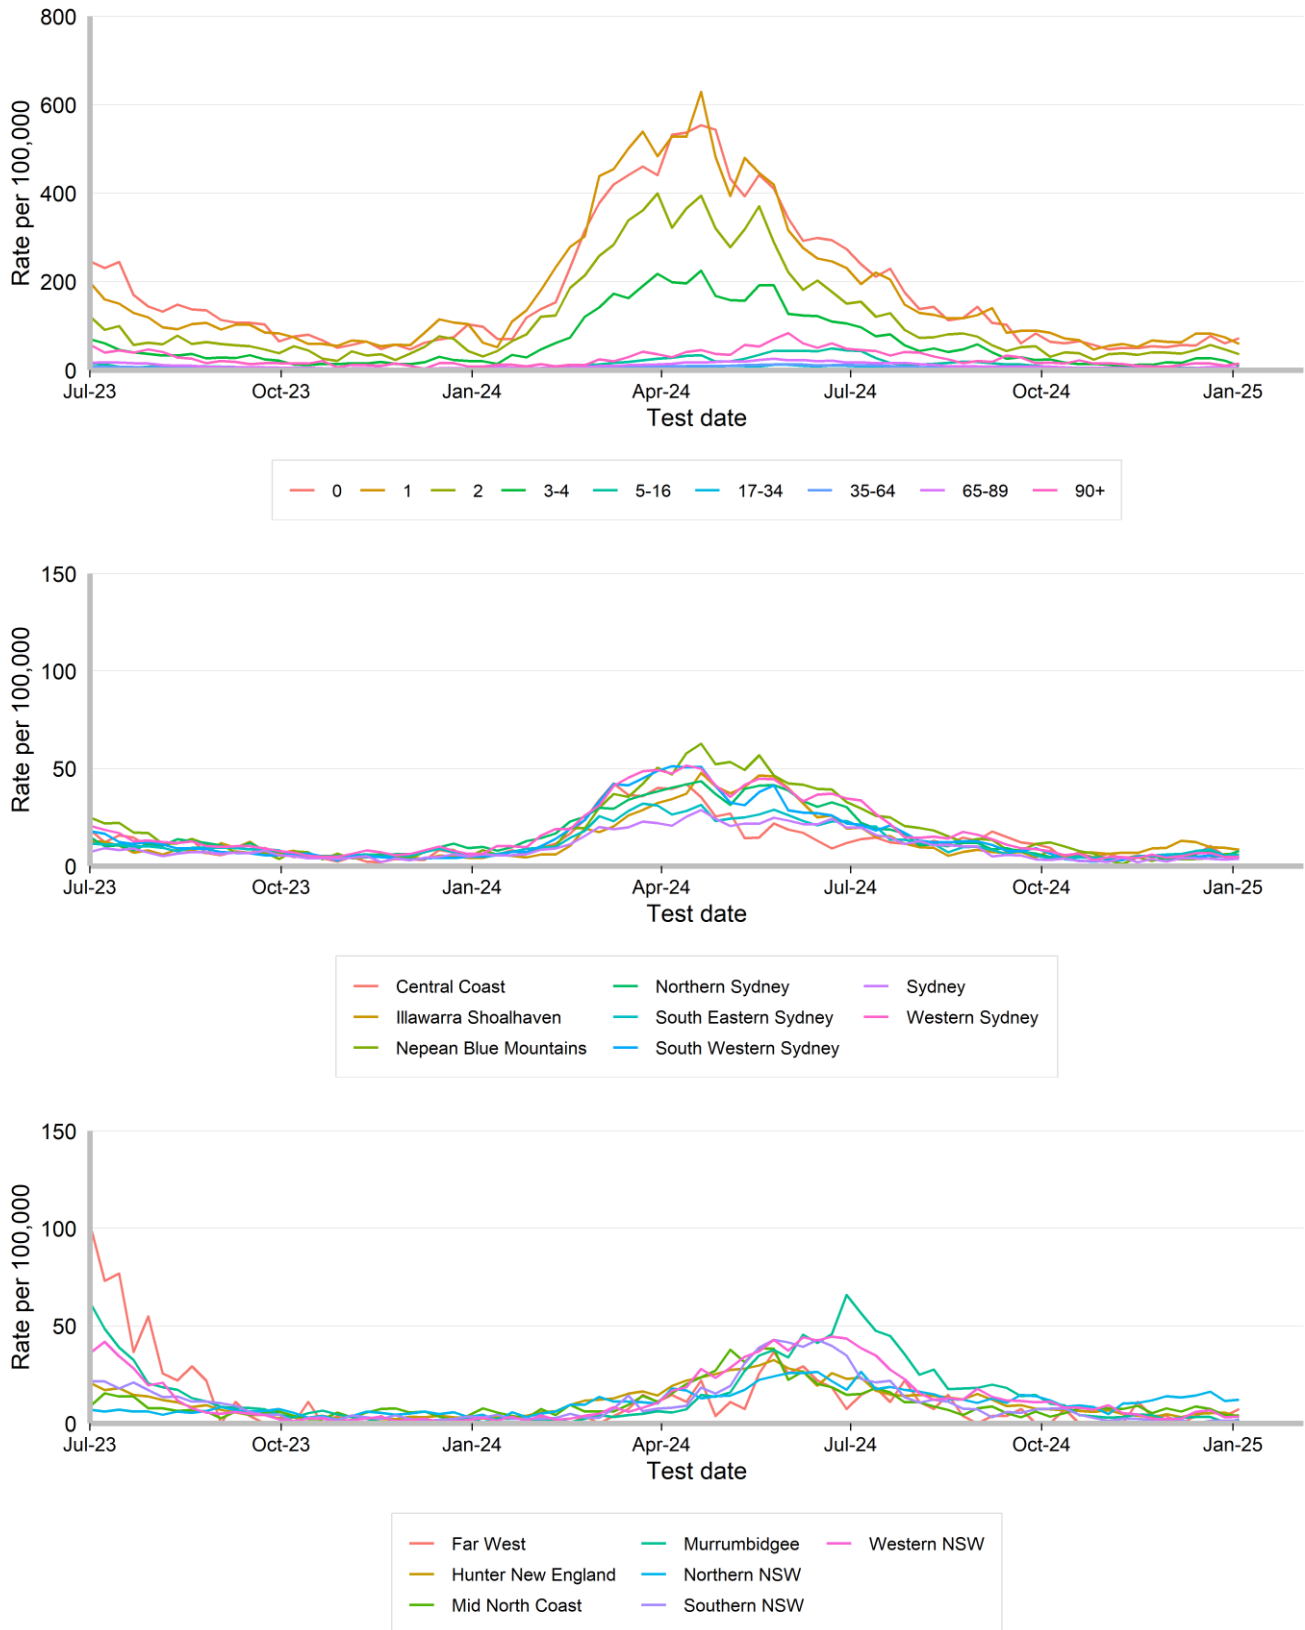 800
600
400
200
0
Rate per 100,000
Jul-23 Oct-23 Jan-24 Apr-24 Jul-24 Oct-24 Jan-25
Test date
0 1 2 3-4 5-16 17-34 35-64 65-89 90+
150
100
50
0
Rate per 100,000
Jul-23 Oct-23 Jan-24 Apr-24 Jul-24 Oct-24 Jan-25
Test date
Central Coast Northern Sydney Sydney
Illawarra Shoalhaven South Eastern Sydney Western Sydney
Nepean Blue Mountains South Western Sydney
150
100
50
0
Rate per 100,000
Jul-23 Oct-23 Jan-24 Apr-24 Jul-24 Oct-24 Jan-25
Test date
Far West Murrumbidgee Western NSW
Hunter New England Northern NSW
Mid North Coast Southern NSW